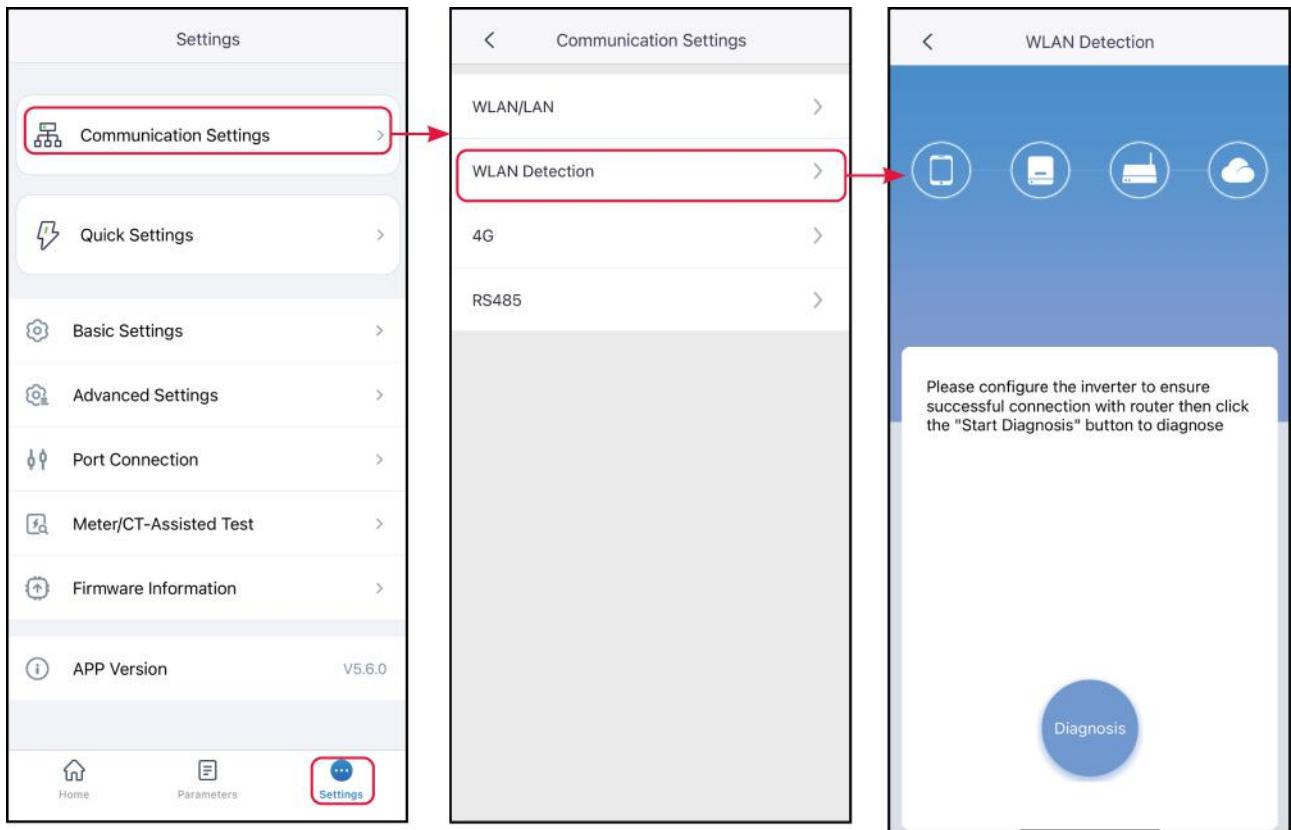 Settings
Communication Settings
Quick Settings
Basic Settings
Advanced Settings
Port Connection
Meter/CT-Assisted Test
Firmware Information
APP Version V5.6.0
Home Parameters Settings
Communication Settings
WLAN/LAN
WLAN Detection
4G
RS485
WLAN Detection
Please configure the inverter to ensure
successful connection with router then click
the "Start Diagnosis" button to diagnose
Diagnosis